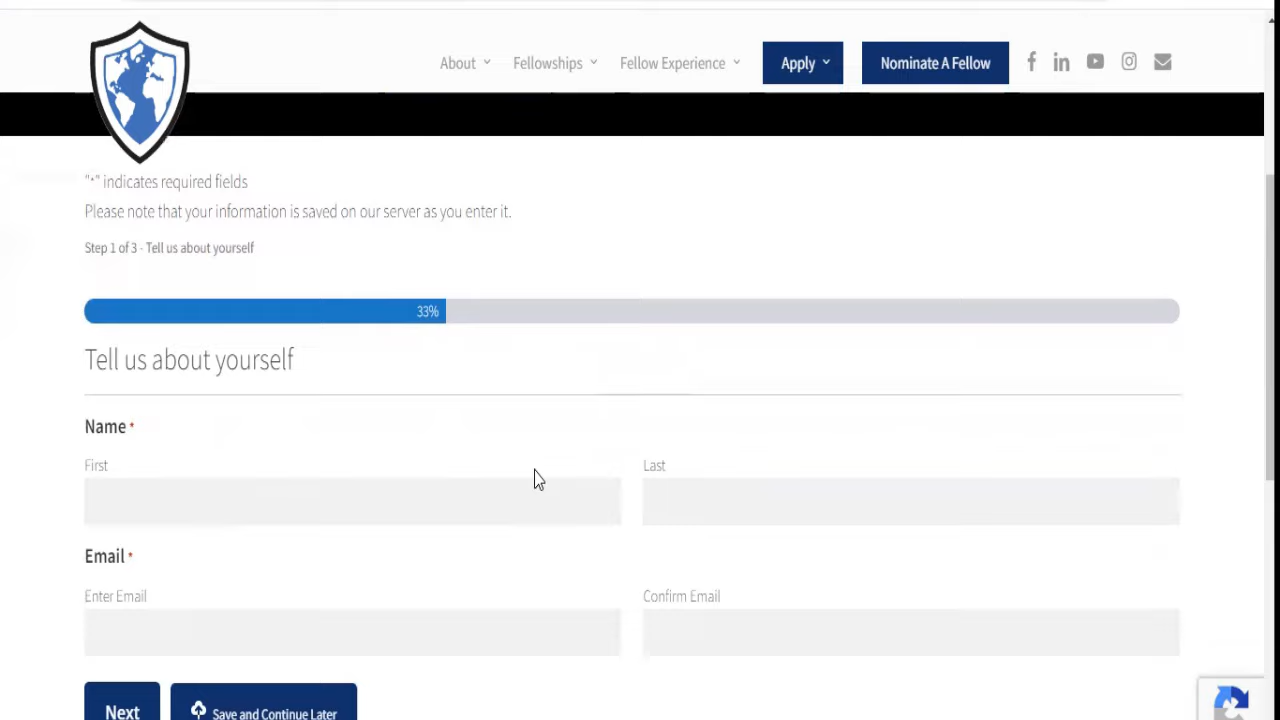 About Fellowships Fellow Experience Apply Nominate A Fellow
"*" indicates required fields
Please note that your information is saved on our server as you enter it.
Step 1 of 3 - Tell us about yourself
33%
Tell us about yourself
Name *
First Last
Email *
Enter Email Confirm Email
Next Save and Continue Later